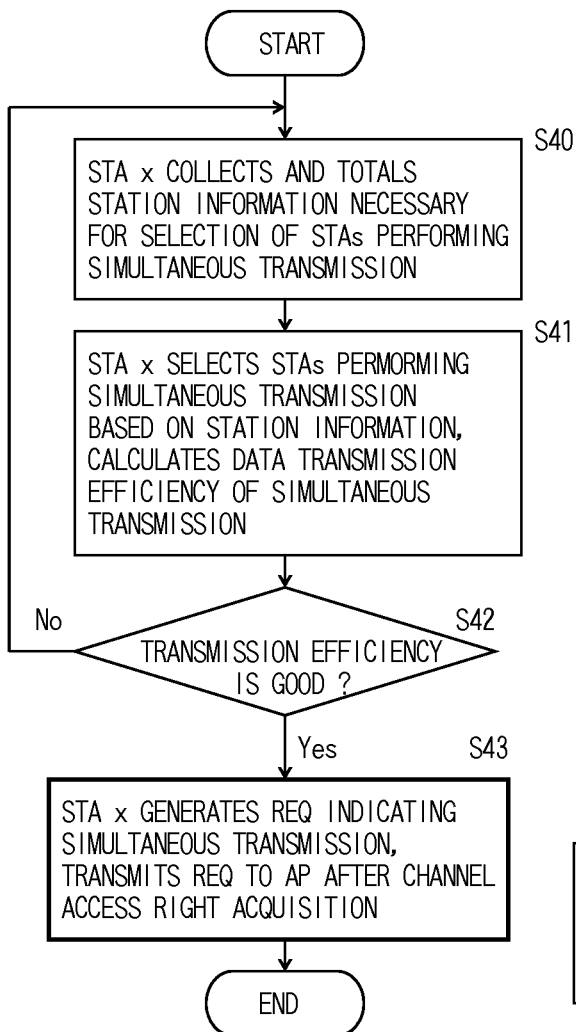 START
S40
STA x COLLECTS AND TOTALS
STATION INFORMATION NECESSARY
FOR SELECTION OF STAs PERFORMING
SIMULTANEOUS TRANSMISSION
S41
STA x SELECTS STAs PERMORMING
SIMULTANEOUS TRANSMISSION
BASED ON STATION INFORMATION,
CALCULATES DATA TRANSMISSION
EFFICIENCY OF SIMULTANEOUS
TRANSMISSION
No
S42
TRANSMISSION EFFICIENCY
IS GOOD ?
Yes
S43
STA x GENERATES REQ INDICATING
SIMULTANEOUS TRANSMISSION,
TRANSMITS REQ TO AP AFTER CHANNEL
ACCESS RIGHT ACQUISITION
END